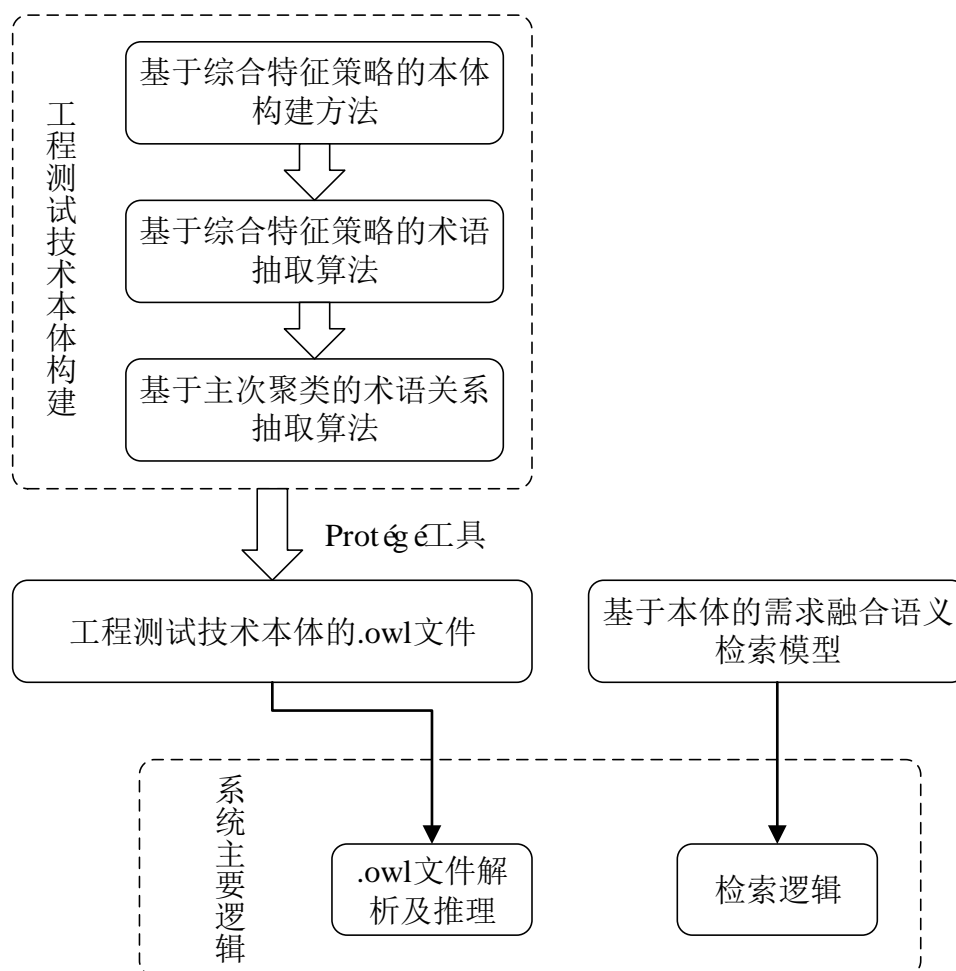 工程测试技术本体构建
基于综合特征策略的本体
构建方法
基于综合特征策略的术语
抽取算法
基于主次聚类的术语关系
抽取算法
Protégé工具
工程测试技术本体的.owl文件
基于本体的需求融合语义
检索模型
系统主要逻辑
.owl文件解
析及推理
检索逻辑